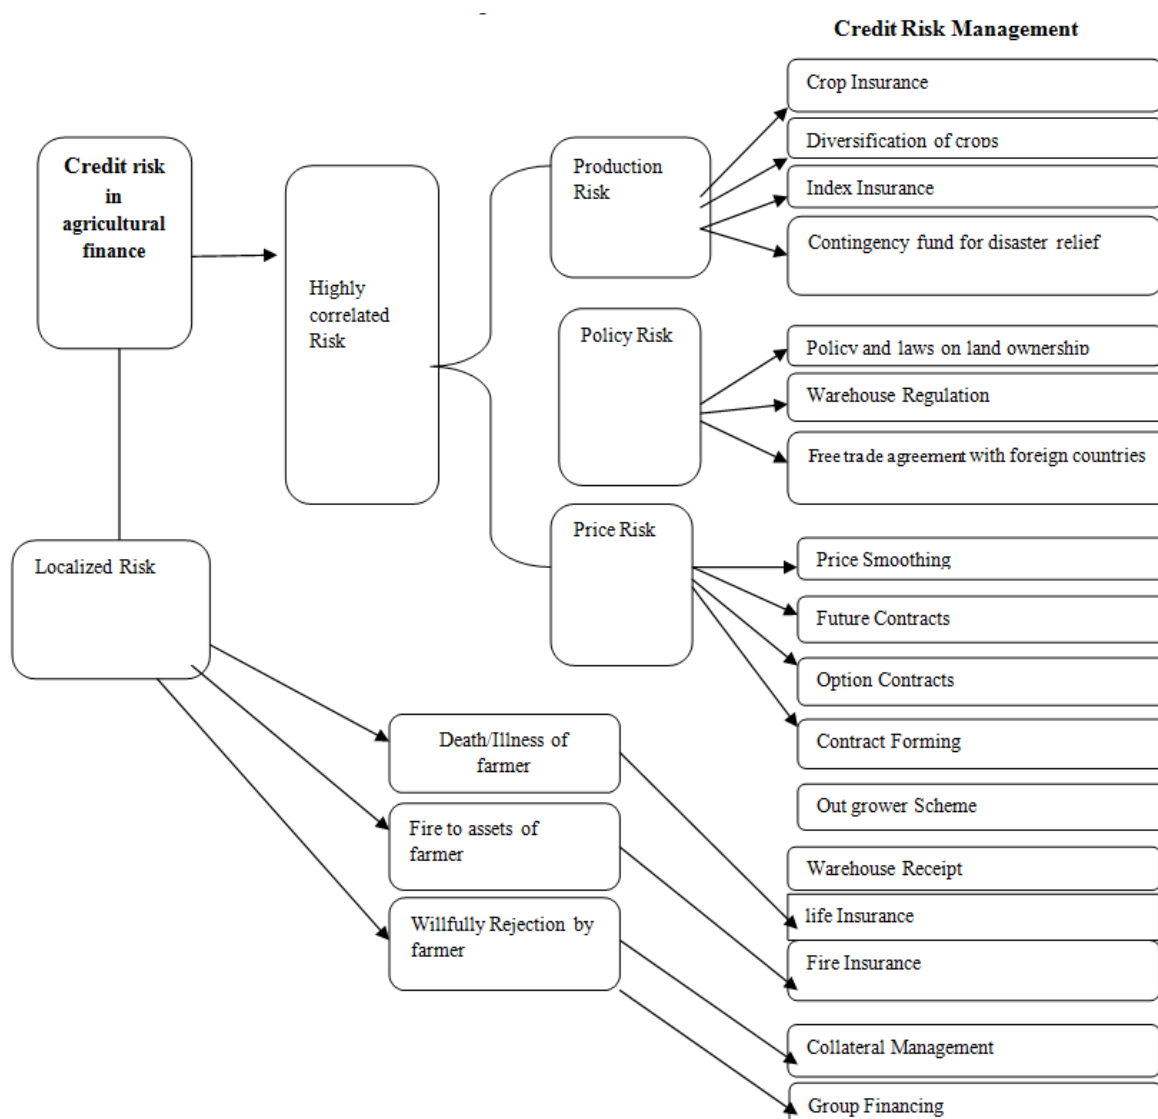 Credit Risk Management
Credit risk
in
agricultural
finance
Highly
correlated
Risk
Production
Risk
Crop Insurance
Diversification of crops
Index Insurance
Contingency fund for disaster relief
Policy Risk
Policy and laws on land ownership
Warehouse Regulation
Free trade agreement with foreign countries
Price Risk
Price Smoothing
Future Contracts
Option Contracts
Contract Forming
Out grower Scheme
Warehouse Receipt
Localized Risk
Death/Illness of
farmer
Fire to assets of
farmer
Willfully Rejection by
farmer
life Insurance
Fire Insurance
Collateral Management
Group Financing